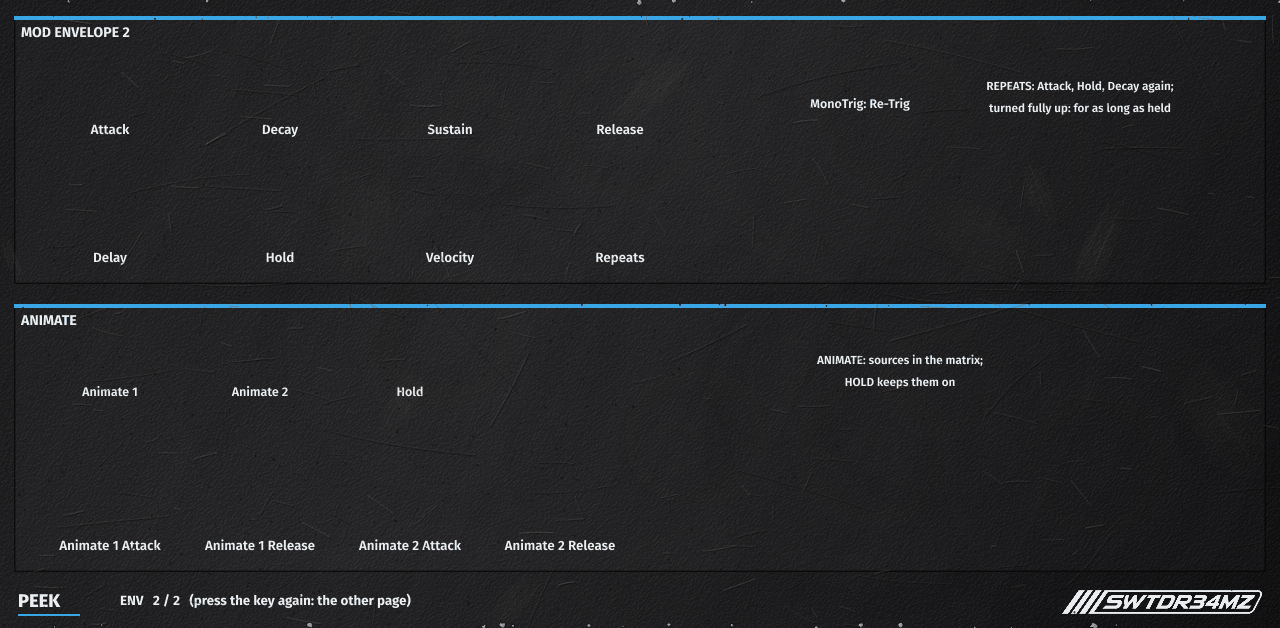 MOD ENVELOPE 2
REPEATS: Attack, Hold, Decay again;
MonoTrig: Re-Trig
turned fully up: for as long as held
Attack
Decay
Sustain
Release
Delay
Hold
Velocity
Repeats
ANIMATE
ANIMATE: sources in the matrix;
HOLD keeps them on
Animate 1
Animate 2
Hold
Animate 1 Attack
Animate 1 Release
Animate 2 Attack
Animate 2 Release
PEEK
ENV 2 / 2 (press the key again: the other page)
SWTDR34MZ